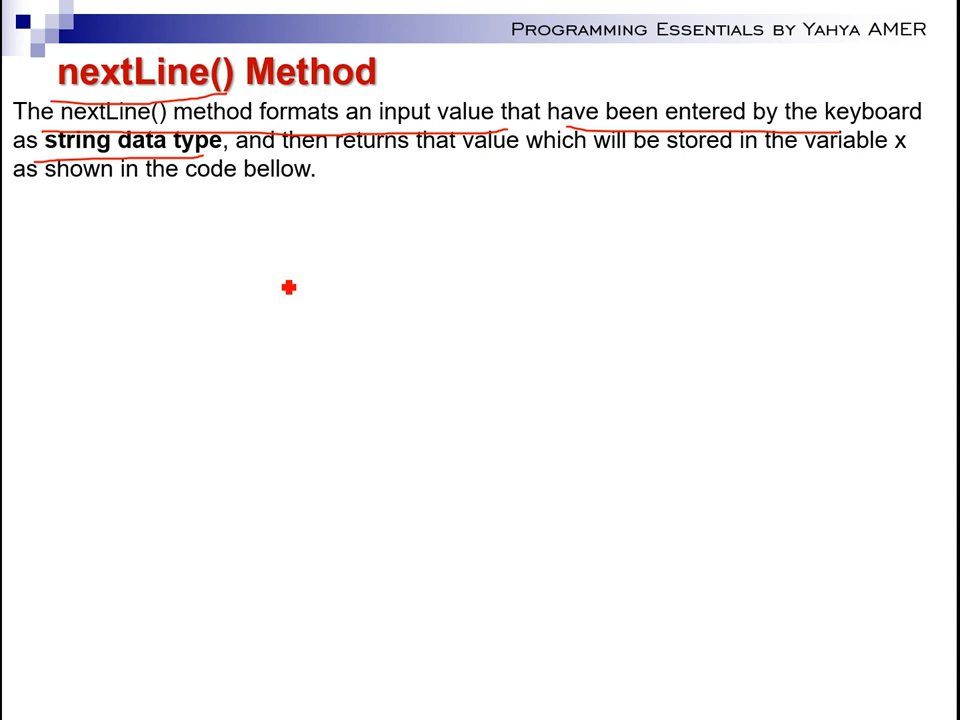 Programming Essentials by Yahya AMER
nextLine() Method
The nextLine() method formats an input value that have been entered by the keyboard
as string data type, and then returns that value which will be stored in the variable x
as shown in the code bellow.